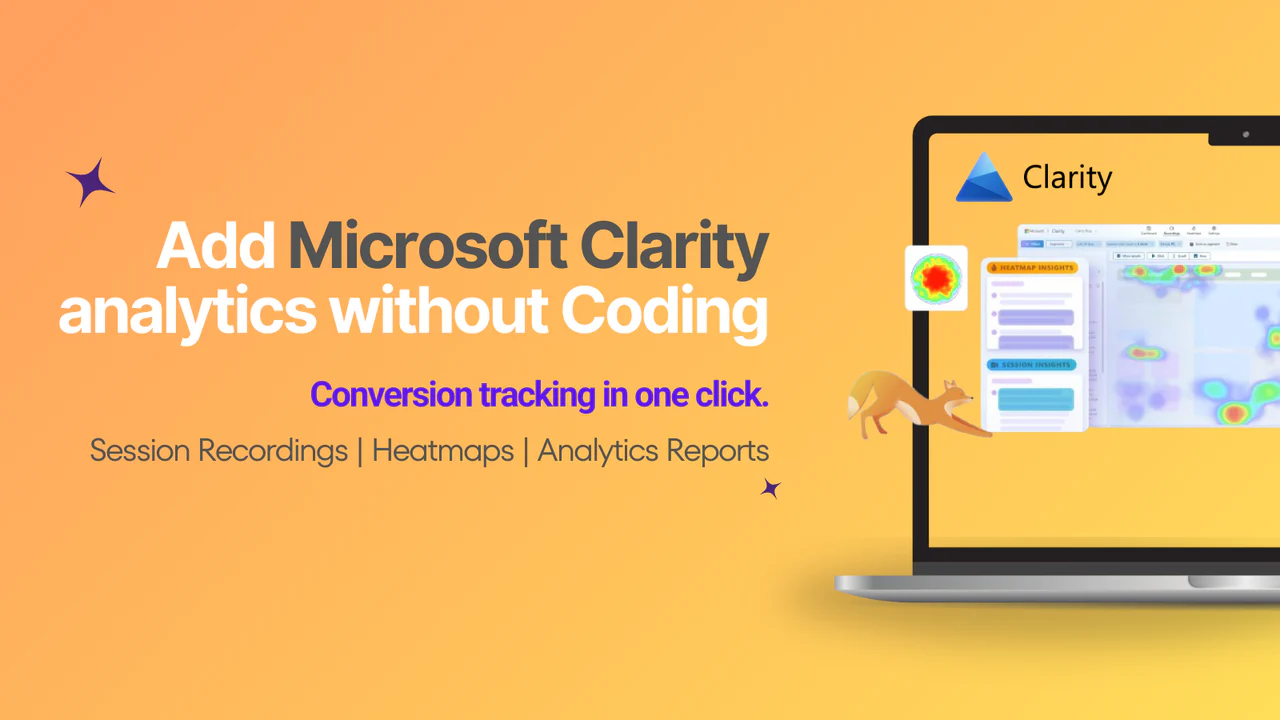 Add Microsoft Clarity
analytics without Coding
Conversion tracking in one click.
Session Recordings | Heatmaps | Analytics Reports
Clarity
HEATMAP INSIGHTS
SESSION INSIGHTS